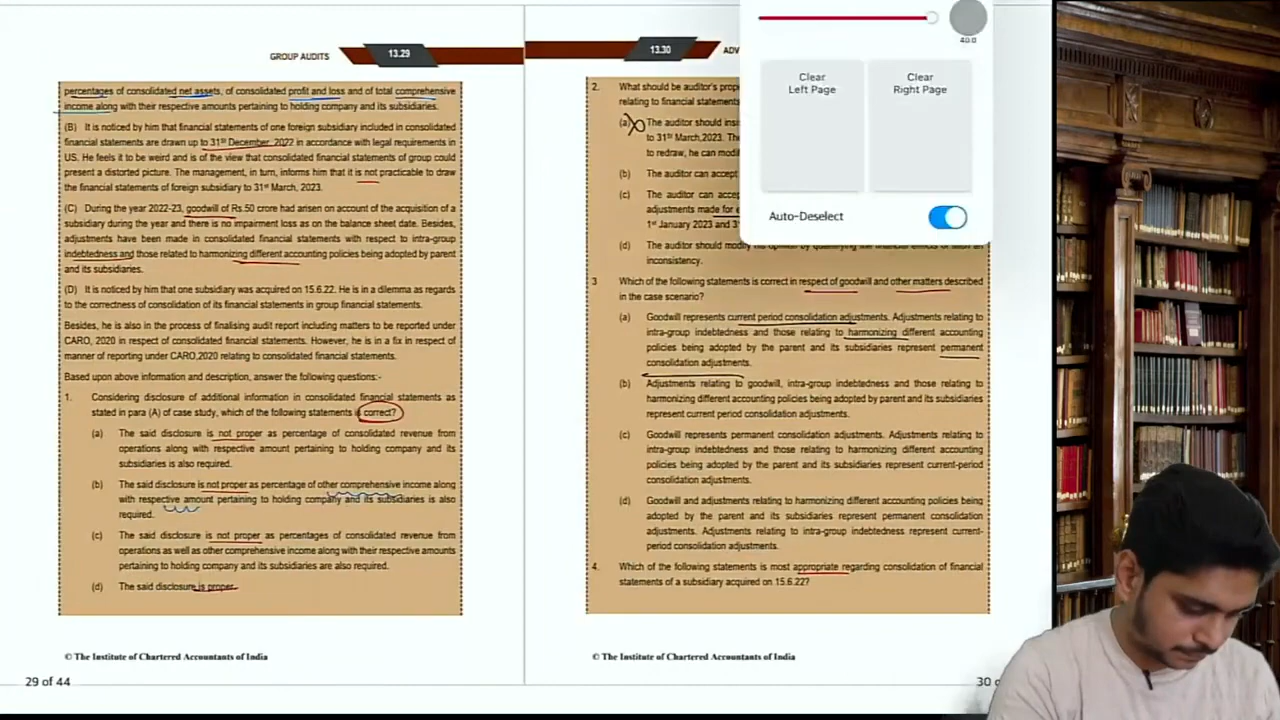 GROUP AUDITS
13.29
percentages of consolidated net assets, of consolidated profit and loss and of total comprehensive
income along with their respective amounts pertaining to holding company and its subsidiaries.
(B) It is noticed by him that financial statements of one foreign subsidiary included in consolidated
financial statements are drawn up to 31st December, 2022 in accordance with legal requirements in
US. He feels it to be weird and is of the view that consolidated financial statements of group could
present a distorted picture. The management, in turn, informs him that it is not practicable to draw
the financial statements of foreign subsidiary to 31st March, 2023.
(C) During the year 2022-23, goodwill of Rs.50 crore had arisen on account of the acquisition of a
subsidiary during the year and there is no impairment loss as on the balance sheet date. Besides,
adjustments have been made in consolidated financial statements with respect to intra-group
indebtedness and those related to harmonizing different accounting policies being adopted by parent
and its subsidiaries.
(D) It is noticed by him that one subsidiary was acquired on 15.6.22. He is in a dilemma as regards
to the correctness of consolidation of its financial statements in group financial statements.
Besides, he is also in the process of finalising audit report including matters to be reported under
CARO, 2020 in respect of consolidated financial statements. However, he is in a fix in respect of
manner of reporting under CARO,2020 relating to consolidated financial statements.
Based upon above information and description, answer the following questions:-
1. Considering disclosure of additional information in consolidated financial statements as
stated in para (A) of case study, which of the following statements is correct?
(a) The said disclosure is not proper as percentage of consolidated revenue from
operations along with respective amount pertaining to holding company and its
subsidiaries is also required.
(b) The said disclosure is not proper as percentage of other comprehensive income along
with respective amount pertaining to holding company and its subsidiaries is also
required.
(c) The said disclosure is not proper as percentages of consolidated revenue from
operations as well as other comprehensive income along with their respective amounts
pertaining to holding company and its subsidiaries are also required.
(d) The said disclosure is proper.
© The Institute of Chartered Accountants of India
29 of 44
13.30
ADV
2. What should be auditor's prop
relating to financial statements
(a) The auditor should insi
to 31st March,2023. The
to redraw, he can modi
(b) The auditor can accept
(c) The auditor can accep
adjustments made for e
1st January 2023 and 3
(d) The auditor should modify
inconsistency.
3 Which of the following statements is correct in respect of goodwill and other matters described
in the case scenario?
(a) Goodwill represents current period consolidation adjustments. Adjustments relating to
intra-group indebtedness and those relating to harmonizing different accounting
policies being adopted by the parent and its subsidiaries represent permanent
consolidation adjustments.
(b) Adjustments relating to goodwill, intra-group indebtedness and those relating to
harmonizing different accounting policies being adopted by parent and its subsidiaries
represent current period consolidation adjustments.
(c) Goodwill represents permanent consolidation adjustments. Adjustments relating to
intra-group indebtedness and those relating to harmonizing different accounting
policies being adopted by the parent and its subsidiaries represent current-period
consolidation adjustments.
(d) Goodwill and adjustments relating to harmonizing different accounting policies being
adopted by the parent and its subsidiaries represent permanent consolidation
adjustments. Adjustments relating to intra-group indebtedness represent current-
period consolidation adjustments.
4. Which of the following statements is most appropriate regarding consolidation of financial
statements of a subsidiary acquired on 15.6.22?
© The Institute of Chartered Accountants of India
30 o
40.0
Clear
Left Page
Clear
Right Page
Auto-Deselect